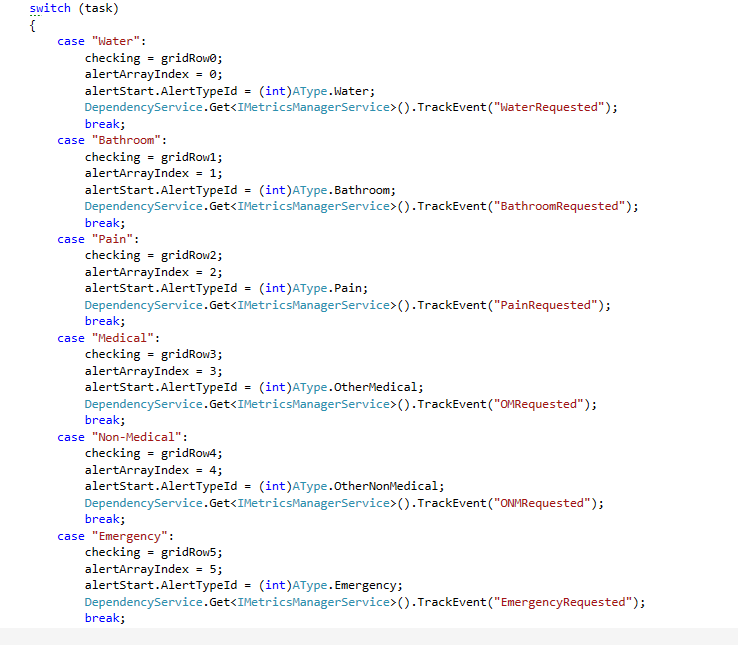 switch (task)
{
case "Water":
checking = gridRow0;
alertArrayIndex = 0;
alertStart.AlertTypeId = (int)AType.Water;
DependencyService.Get<IMetricsManagerService>().TrackEvent("WaterRequested");
break;
case "Bathroom":
checking = gridRow1;
alertArrayIndex = 1;
alertStart.AlertTypeId = (int)AType.Bathroom;
DependencyService.Get<IMetricsManagerService>().TrackEvent("BathroomRequested");
break;
case "Pain":
checking = gridRow2;
alertArrayIndex = 2;
alertStart.AlertTypeId = (int)AType.Pain;
DependencyService.Get<IMetricsManagerService>().TrackEvent("PainRequested");
break;
case "Medical":
checking = gridRow3;
alertArrayIndex = 3;
alertStart.AlertTypeId = (int)AType.OtherMedical;
DependencyService.Get<IMetricsManagerService>().TrackEvent("OMRequested");
break;
case "Non-Medical":
checking = gridRow4;
alertArrayIndex = 4;
alertStart.AlertTypeId = (int)AType.OtherNonMedical;
DependencyService.Get<IMetricsManagerService>().TrackEvent("ONMRequested");
break;
case "Emergency":
checking = gridRow5;
alertArrayIndex = 5;
alertStart.AlertTypeId = (int)AType.Emergency;
DependencyService.Get<IMetricsManagerService>().TrackEvent("EmergencyRequested");
break;